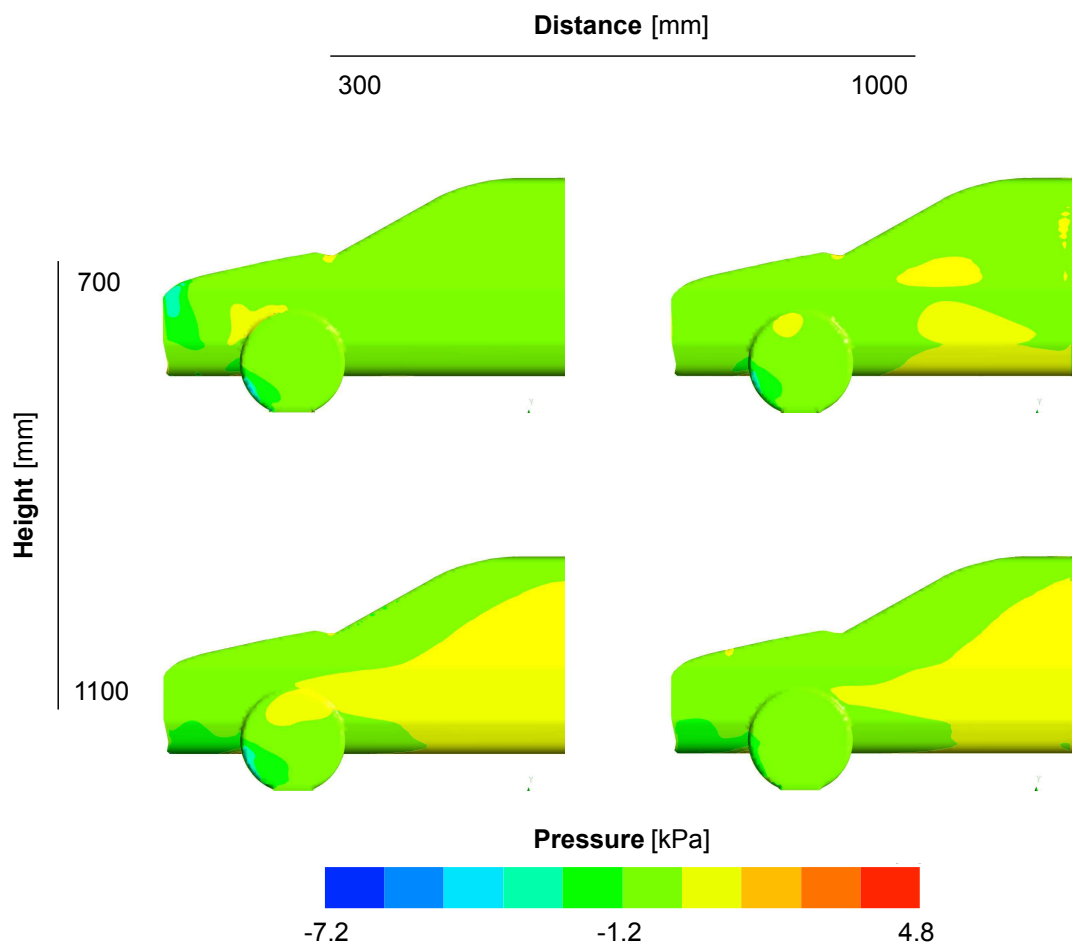 Distance [mm]
300 1000
700
Height [mm]
1100
Pressure [kPa]
-7.2 -1.2 4.8